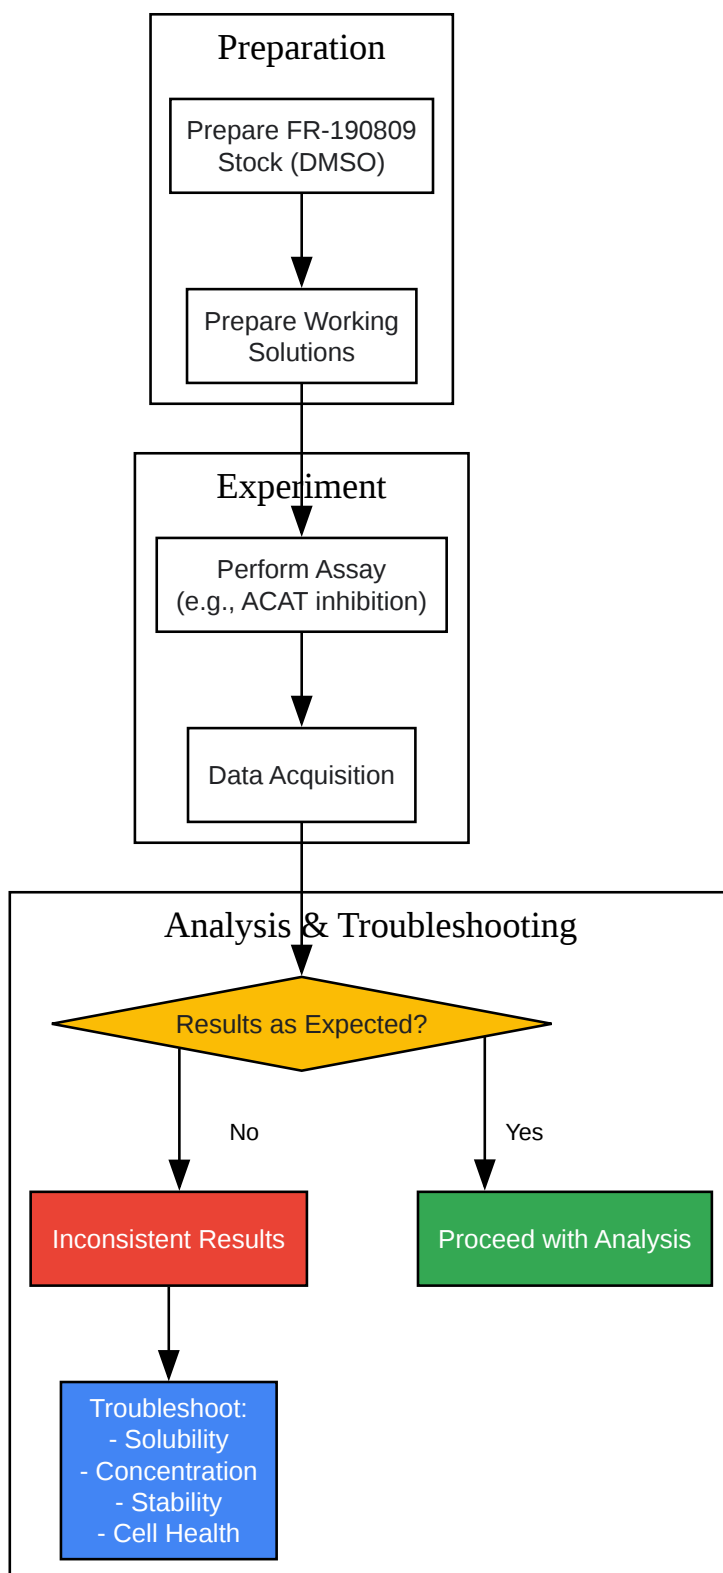 Preparation
Prepare FR-190809
Stock (DMSO)
Prepare Working
Solutions
Experiment
Perform Assay
(e.g., ACAT inhibition)
Data Acquisition
Analysis & Troubleshooting
Results as Expected?
No
Yes
Inconsistent Results
Proceed with Analysis
Troubleshoot:
- Solubility
- Concentration
- Stability
- Cell Health